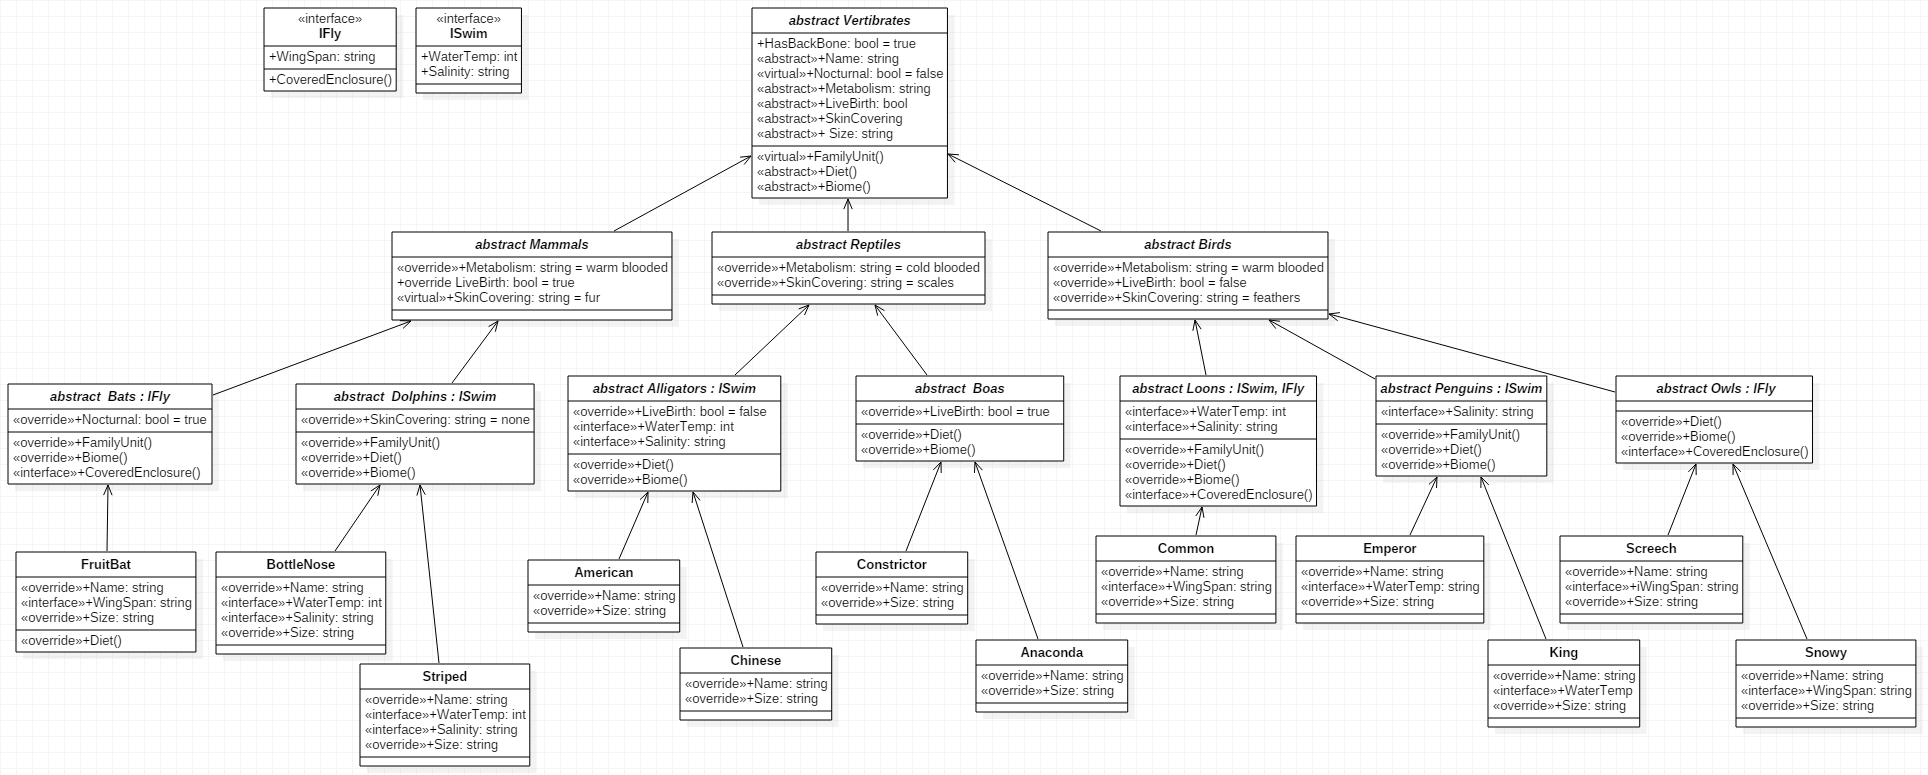 «interface»
IFly
+WingSpan: string
+CoveredEnclosure()
«interface»
ISwim
+WaterTemp: int
+Salinity: string
abstract Vertibrates
+HasBackBone: bool = true
«abstract»+Name: string
«virtual»+Nocturnal: bool = false
«abstract»+Metabolism: string
«abstract»+LiveBirth: bool
«abstract»+SkinCovering
«abstract»+ Size: string
«virtual»+FamilyUnit()
«abstract»+Diet()
«abstract»+Biome()
abstract Mammals
«override»+Metabolism: string = warm blooded
+override LiveBirth: bool = true
«virtual»+SkinCovering: string = fur
abstract Reptiles
«override»+Metabolism: string = cold blooded
«override»+SkinCovering: string = scales
abstract Birds
«override»+Metabolism: string = warm blooded
«override»+LiveBirth: bool = false
«override»+SkinCovering: string = feathers
abstract  Bats : IFly
«override»+Nocturnal: bool = true
«override»+FamilyUnit()
«override»+Biome()
«interface»+CoveredEnclosure()
abstract  Dolphins : ISwim
«override»+SkinCovering: string = none
«override»+FamilyUnit()
«override»+Diet()
«override»+Biome()
abstract Alligators : ISwim
«override»+LiveBirth: bool = false
«interface»+WaterTemp: int
«interface»+Salinity: string
«override»+Diet()
«override»+Biome()
abstract  Boas
«override»+LiveBirth: bool = true
«override»+Diet()
«override»+Biome()
abstract Loons : ISwim, IFly
«interface»+WaterTemp: int
«interface»+Salinity: string
«override»+FamilyUnit()
«override»+Diet()
«override»+Biome()
«interface»+CoveredEnclosure()
abstract Penguins : ISwim
«interface»+Salinity: string
«override»+FamilyUnit()
«override»+Diet()
«override»+Biome()
abstract Owls : IFly
«override»+Diet()
«override»+Biome()
«interface»+CoveredEnclosure()
FruitBat
«override»+Name: string
«interface»+WingSpan: string
«override»+Size: string
«override»+Diet()
BottleNose
«override»+Name: string
«interface»+WaterTemp: int
«interface»+Salinity: string
«override»+Size: string
Striped
«override»+Name: string
«interface»+WaterTemp: int
«interface»+Salinity: string
«override»+Size: string
American
«override»+Name: string
«override»+Size: string
Chinese
«override»+Name: string
«override»+Size: string
Constrictor
«override»+Name: string
«override»+Size: string
Anaconda
«override»+Name: string
«override»+Size: string
Common
«override»+Name: string
«interface»+WingSpan: string
«override»+Size: string
Emperor
«override»+Name: string
«interface»+WaterTemp: string
«override»+Size: string
King
«override»+Name: string
«interface»+WaterTemp
«override»+Size: string
Screech
«override»+Name: string
«interface»+iWingSpan: string
«override»+Size: string
Snowy
«override»+Name: string
«interface»+WingSpan: string
«override»+Size: string